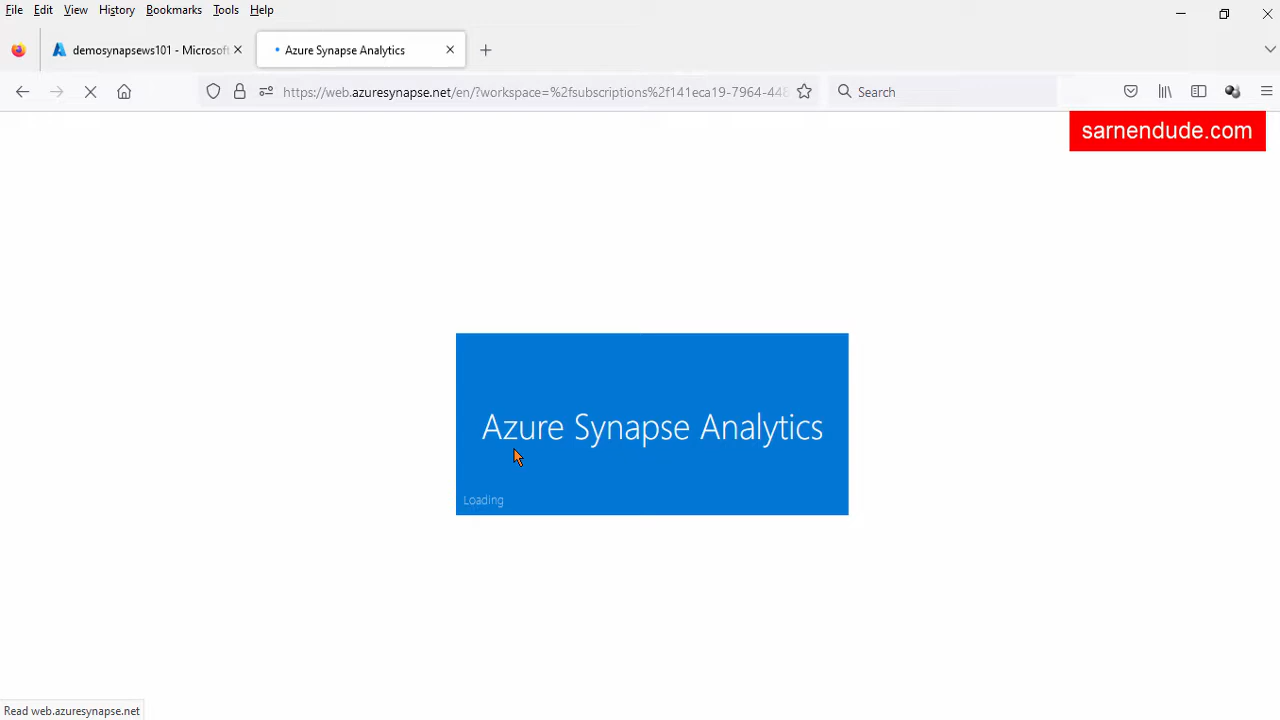 File Edit View History Bookmarks Tools Help
demosynapsews101 - Microsoft
Azure Synapse Analytics
https://web.azuresynapse.net/en/?workspace=%2fsubscriptions%2f141eca19-7964-448
Search
sarnendude.com
Azure Synapse Analytics
Loading
Read web.azuresynapse.net